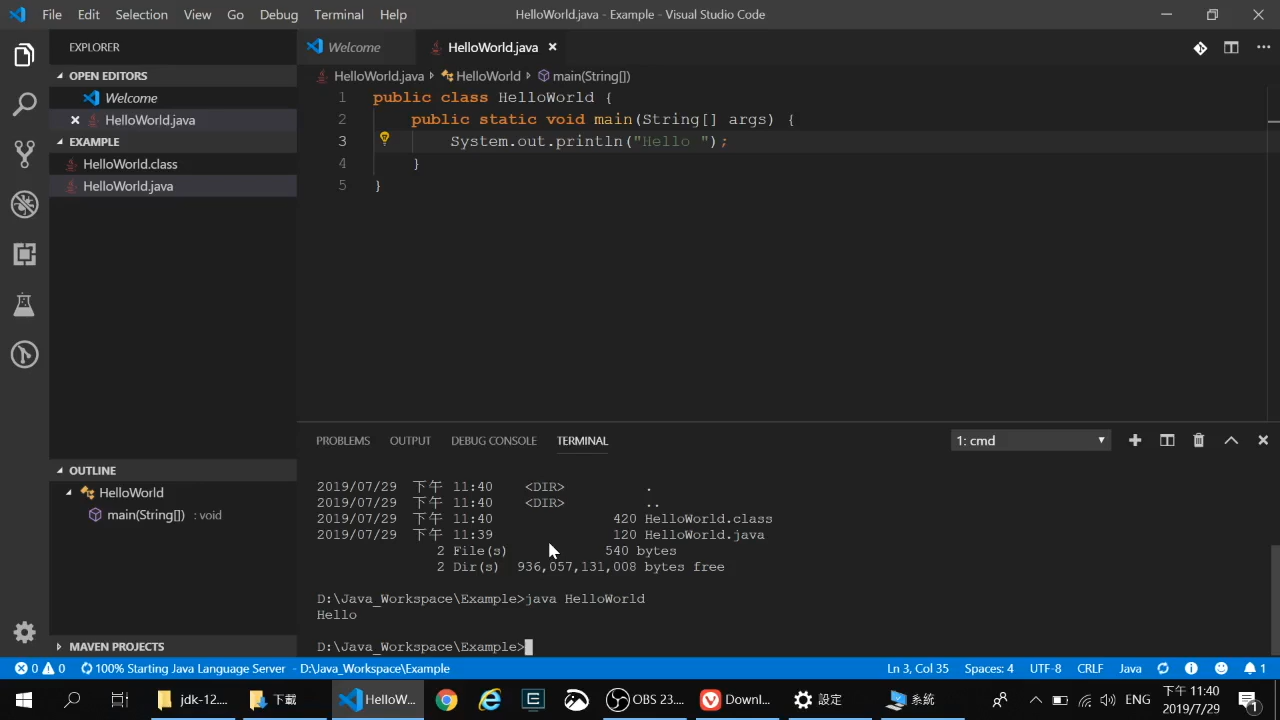 File Edit Selection View Go Debug Terminal Help HelloWorld.java - Example - Visual Studio Code
EXPLORER
OPEN EDITORS
Welcome
HelloWorld.java
EXAMPLE
HelloWorld.class
HelloWorld.java
OUTLINE
HelloWorld
main(String[]) : void
MAVEN PROJECTS
Welcome HelloWorld.java
HelloWorld.java HelloWorld main(String[])
1 public class HelloWorld {
2 public static void main(String[] args) {
3 System.out.println("Hello ");
4 }
5 }
PROBLEMS OUTPUT DEBUG CONSOLE TERMINAL 1: cmd
2019/07/29 下午 11:40 <DIR> .
2019/07/29 下午 11:40 <DIR> ..
2019/07/29 下午 11:40 420 HelloWorld.class
2019/07/29 下午 11:39 120 HelloWorld.java
2 File(s) 540 bytes
2 Dir(s) 936,057,131,008 bytes free
D:\Java_Workspace\Example>java HelloWorld
Hello
D:\Java_Workspace\Example>
0 0 100% Starting Java Language Server - D:\Java_Workspace\Example Ln 3, Col 35 Spaces: 4 UTF-8 CRLF Java 1
jdk-12... 下載 HelloW... OBS 23.... Downl... 設定 系統 ENG 下午 11:40
2019/7/29 1